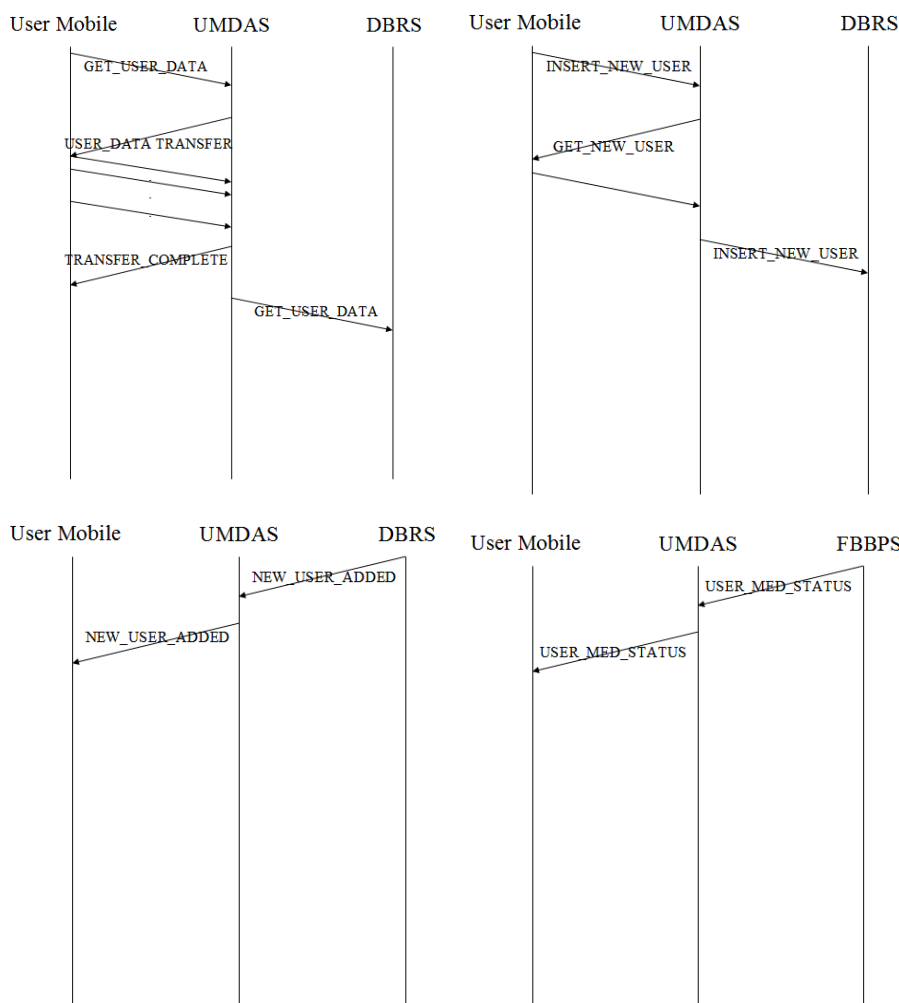 User Mobile UMDAS DBRS
GET_USER_DATA
USER_DATA TRANSFER
TRANSFER_COMPLETE
GET_USER_DATA
User Mobile UMDAS DBRS
INSERT_NEW_USER
GET_NEW_USER
INSERT_NEW_USER
User Mobile UMDAS DBRS
NEW_USER_ADDED
NEW_USER_ADDED
User Mobile UMDAS FBBPS
USER_MED_STATUS
USER_MED_STATUS